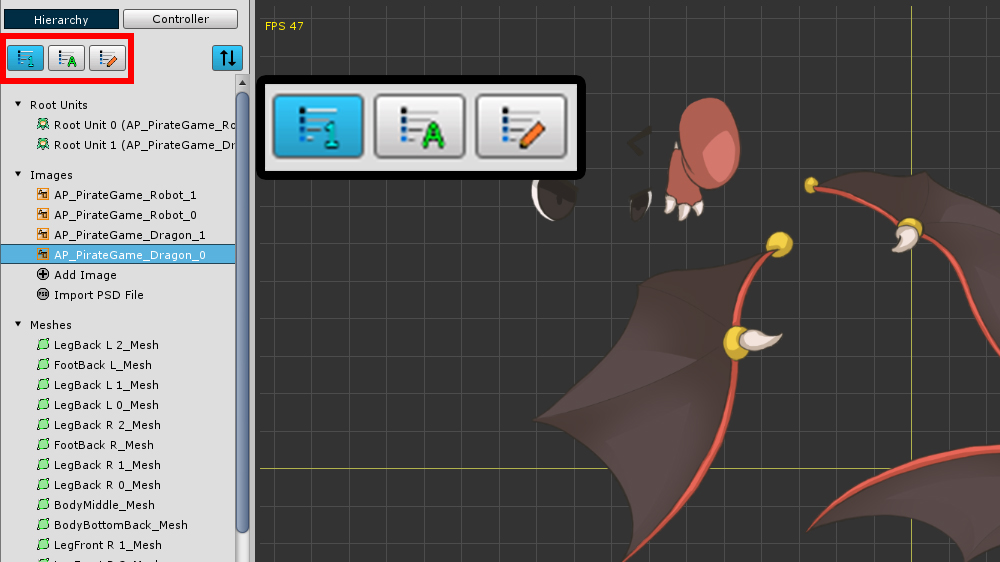 Hierarchy
Controller
1
A
FPS 47
Root Units
Root Unit 0 (AP_PirateGame_Ro
Root Unit 1 (AP_PirateGame_Dr
1
A
Images
AP_PirateGame_Robot_1
AP_PirateGame_Robot_0
AP_PirateGame_Dragon_1
AP_PirateGame_Dragon_0
Add Image
Import PSD File
Meshes
LegBack L 2_Mesh
FootBack L_Mesh
LegBack L 1_Mesh
LegBack L 0_Mesh
LegBack R 2_Mesh
FootBack R_Mesh
LegBack R 1_Mesh
LegBack R 0_Mesh
BodyMiddle_Mesh
BodyBottomBack_Mesh
LegFront R 1_Mesh